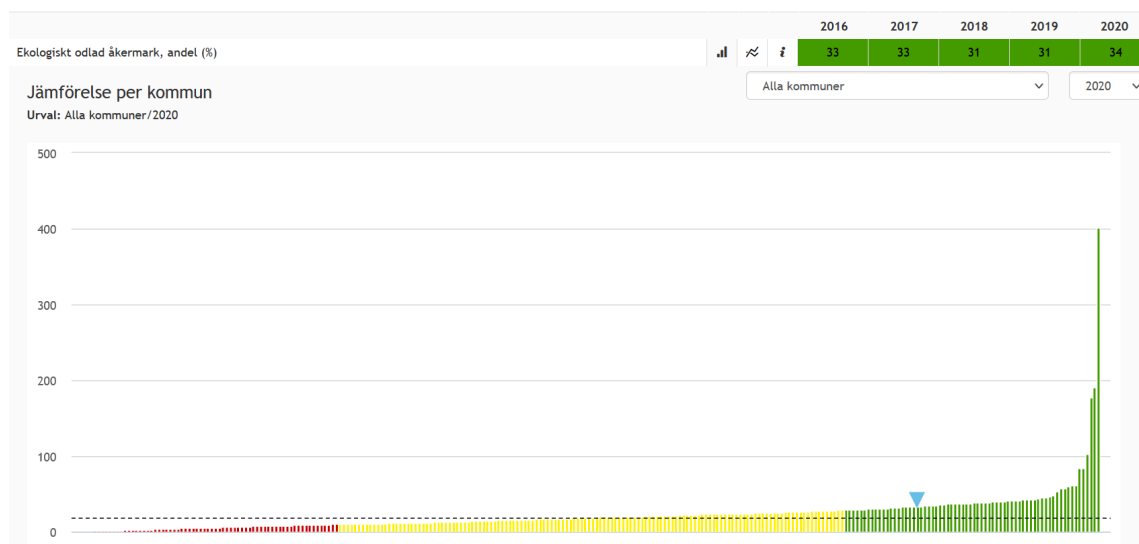 2016 2017 2018 2019 2020
Ekologiskt odlad åkermark, andel (%) i 33 33 31 31 34
Jämförelse per kommun
Alla kommuner 2020
Urval: Alla kommuner/2020
500
400
300
200
100
0